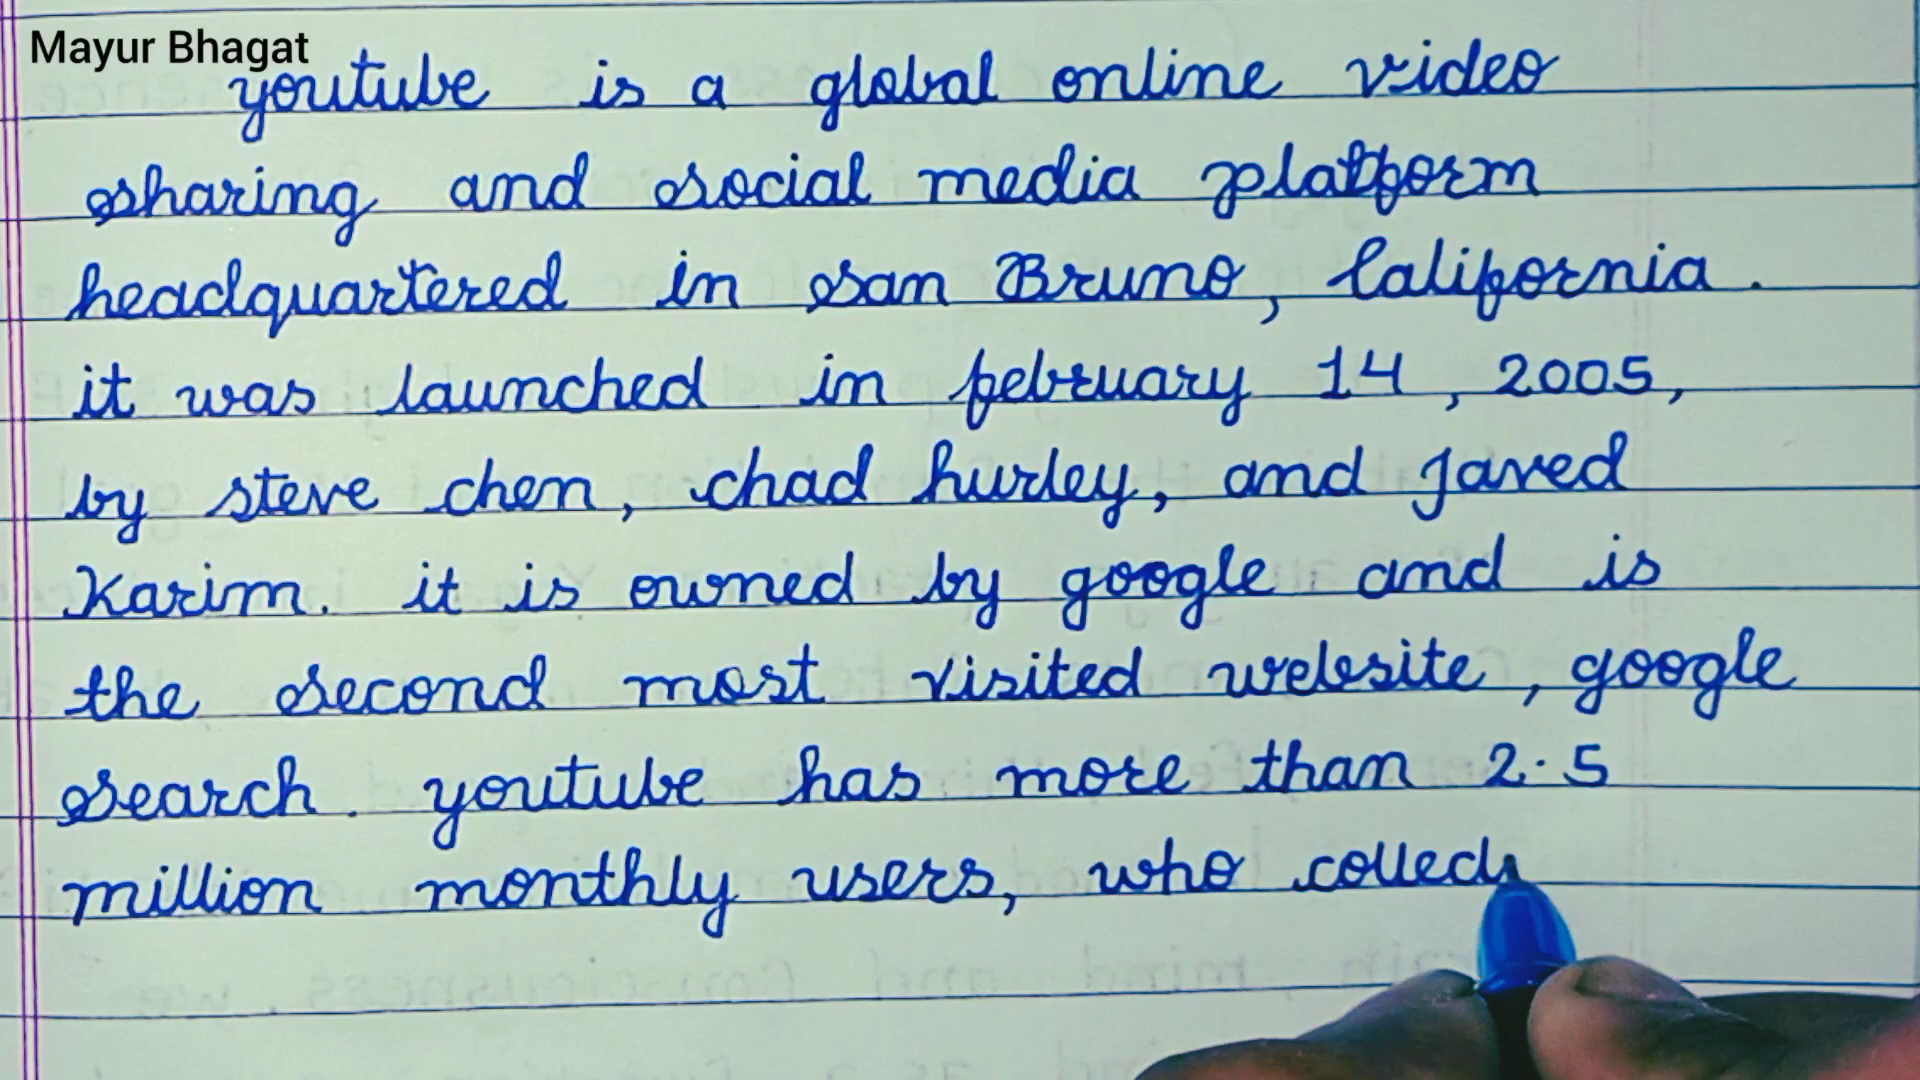 Mayur Bhagat
youtube is a global online video
sharing and social media platform
headquartered in san Bruno, California.
it was launched in february 14, 2005,
by steve chen, chad hurley, and Javed
Karim. it is owned by google and is
the second most visited website, google
search. youtube has more than 2.5
million monthly users, who